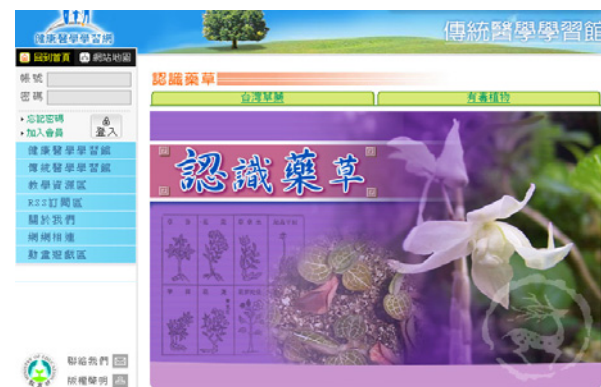 健康醫學學習網
傳統醫學學習館
回到首頁 網站地圖
帳號
密碼
忘記密碼
加入會員
登入
認識藥草
台灣草藥
有毒植物
健康醫學學習館
傳統醫學學習館
教學資源區
RSS訂閱區
關於我們
網網相連
動畫遊戲區
認識藥草
聯絡我們
版權聲明